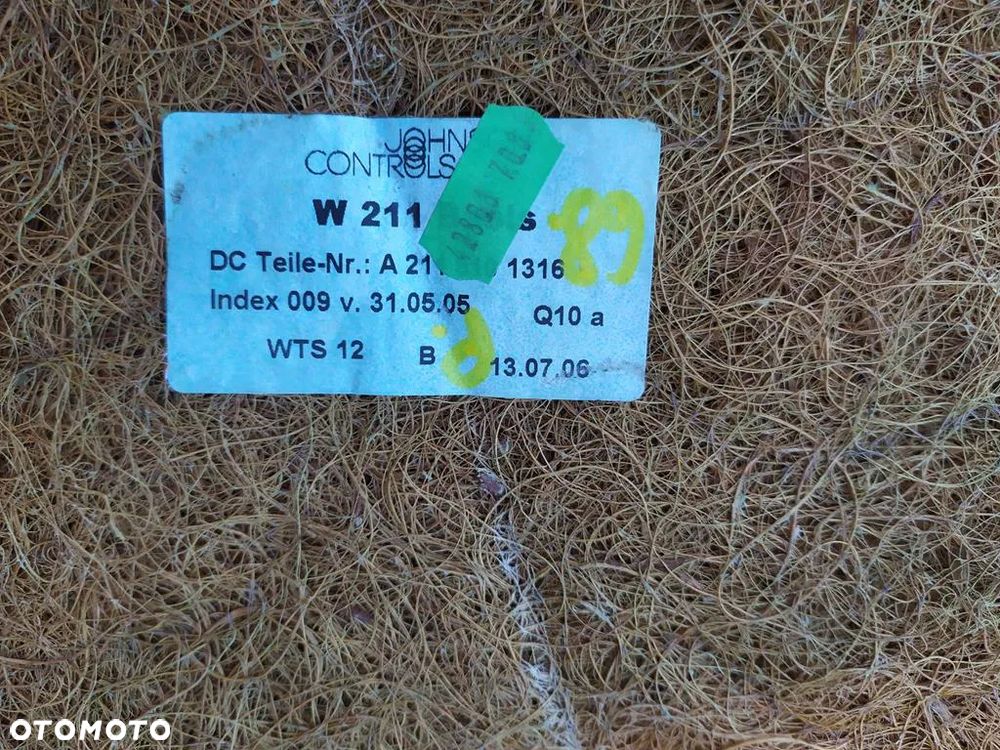 JOHNS
CONTROLS
W 211 s
DC Teile-Nr.: A 21 1316
Index 009 v. 31.05.05 Q10 a
WTS 12 B 13.07.06
89
OTOMOTO